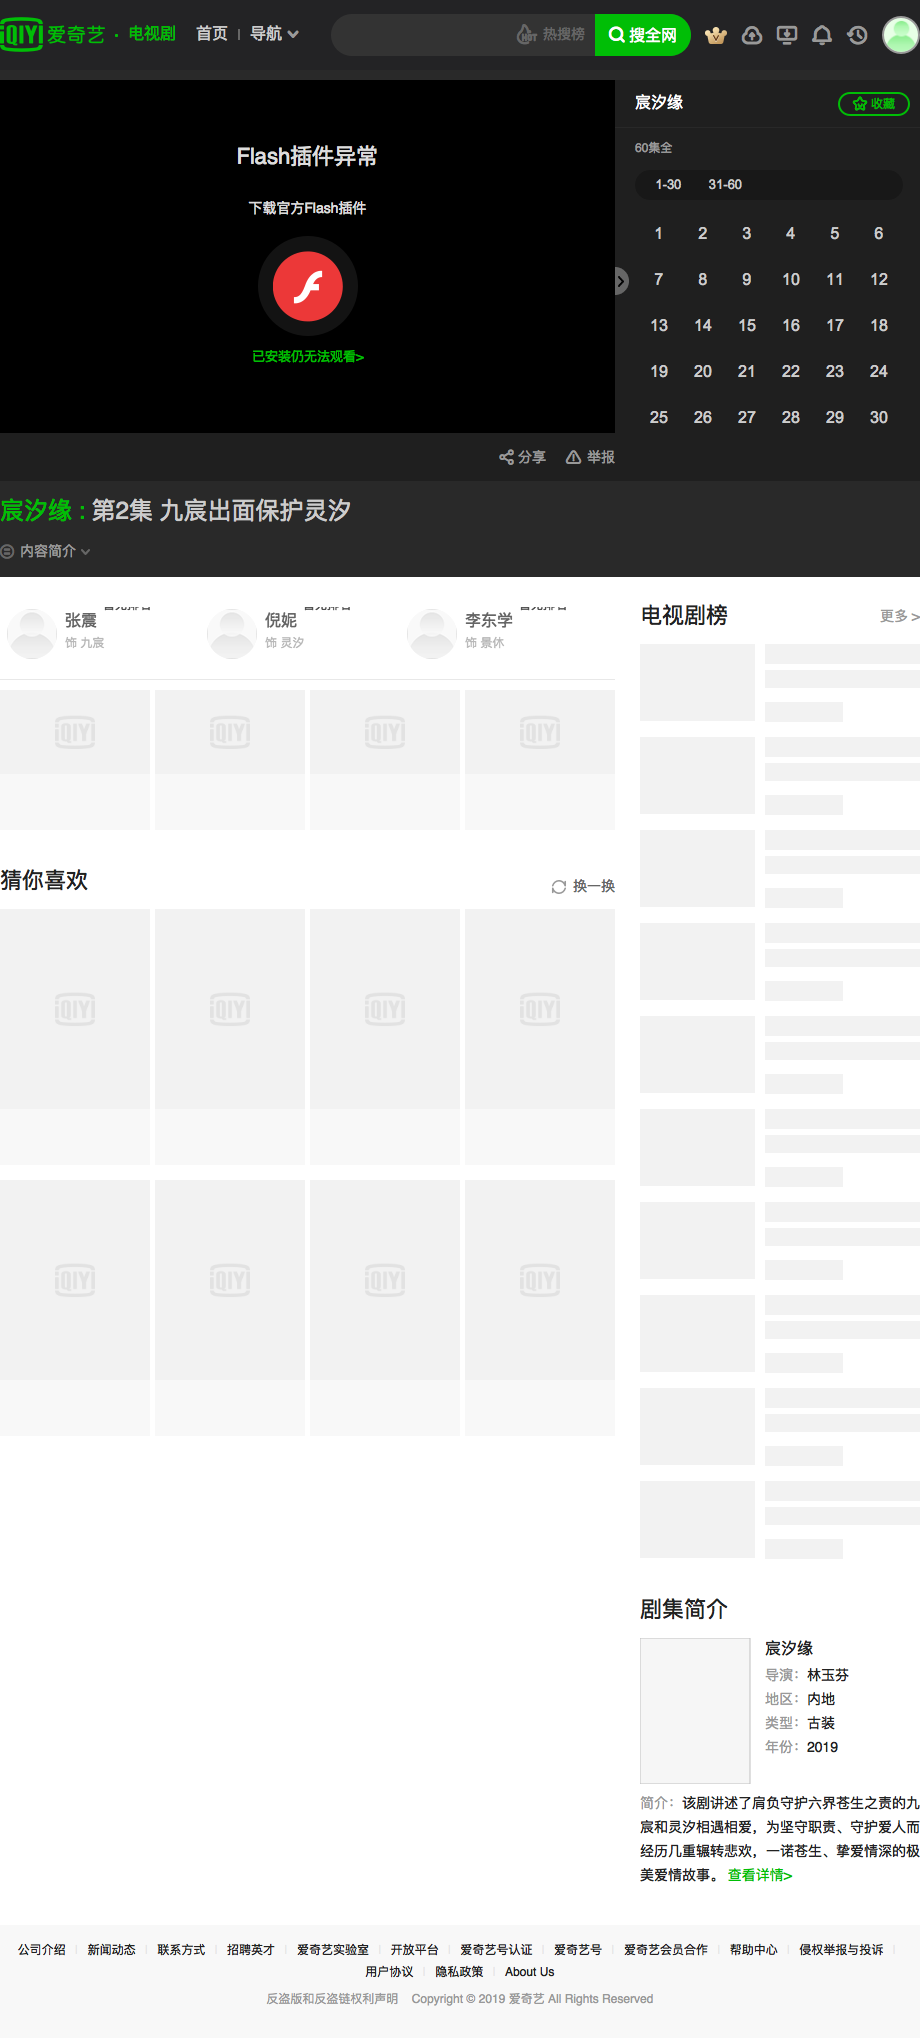 iQIYI 爱奇艺 · 电视剧 首页 导航 HOT 热搜榜 搜全网
Flash插件异常
下载官方Flash插件
已安装仍无法观看>
分享 举报
宸汐缘 收藏
60集全
1-30 31-60
1 2 3 4 5 6
7 8 9 10 11 12
13 14 15 16 17 18
19 20 21 22 23 24
25 26 27 28 29 30
宸汐缘 : 第2集 九宸出面保护灵汐
内容简介
张震
饰 九宸
倪妮
饰 灵汐
李东学
饰 景休
iQIYI iQIYI iQIYI iQIYI
猜你喜欢 换一换
iQIYI iQIYI iQIYI iQIYI
iQIYI iQIYI iQIYI iQIYI
电视剧榜 更多 >
剧集简介
宸汐缘
导演：林玉芬
地区：内地
类型：古装
年份：2019
简介：该剧讲述了肩负守护六界苍生之责的九
宸和灵汐相遇相爱，为坚守职责、守护爱人而
经历几重辗转悲欢，一诺苍生、挚爱情深的极
美爱情故事。 查看详情>
公司介绍 新闻动态 联系方式 招聘英才 爱奇艺实验室 开放平台 爱奇艺号认证 爱奇艺号 爱奇艺会员合作 帮助中心 侵权举报与投诉
用户协议 隐私政策 About Us
反盗版和反盗链权利声明 Copyright © 2019 爱奇艺 All Rights Reserved